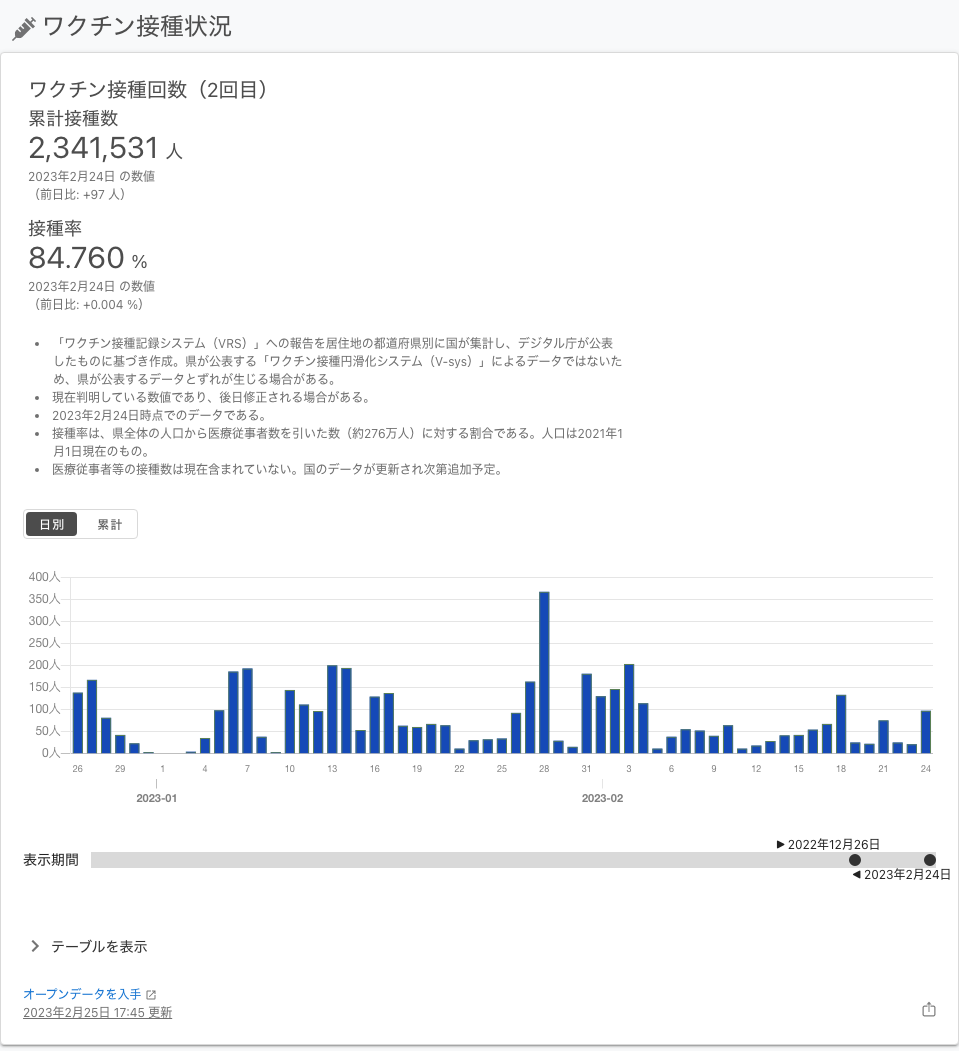 ワクチン接種状況
ワクチン接種回数（2回目）
累計接種数
2,341,531 人
2023年2月24日 の数値
（前日比: +97 人）
接種率
84.760 %
2023年2月24日 の数値
（前日比: +0.004 %）
• 「ワクチン接種記録システム（VRS）」への報告を居住地の都道府県別に国が集計し、デジタル庁が公表
したものに基づき作成。県が公表する「ワクチン接種円滑化システム（V-sys）」によるデータではないた
め、県が公表するデータとずれが生じる場合がある。
• 現在判明している数値であり、後日修正される場合がある。
• 2023年2月24日時点でのデータである。
• 接種率は、県全体の人口から医療従事者数を引いた数（約276万人）に対する割合である。人口は2021年1
月1日現在のもの。
• 医療従事者等の接種数は現在含まれていない。国のデータが更新され次第追加予定。
日別 累計
400人
350人
300人
250人
200人
150人
100人
50人
0人
26 29 1 4 7 10 13 16 19 22 25 28 31 3 6 9 12 15 18 21 24
2023-01 2023-02
▶ 2022年12月26日
表示期間
◀ 2023年2月24日
テーブルを表示
オープンデータを入手
2023年2月25日 17:45 更新